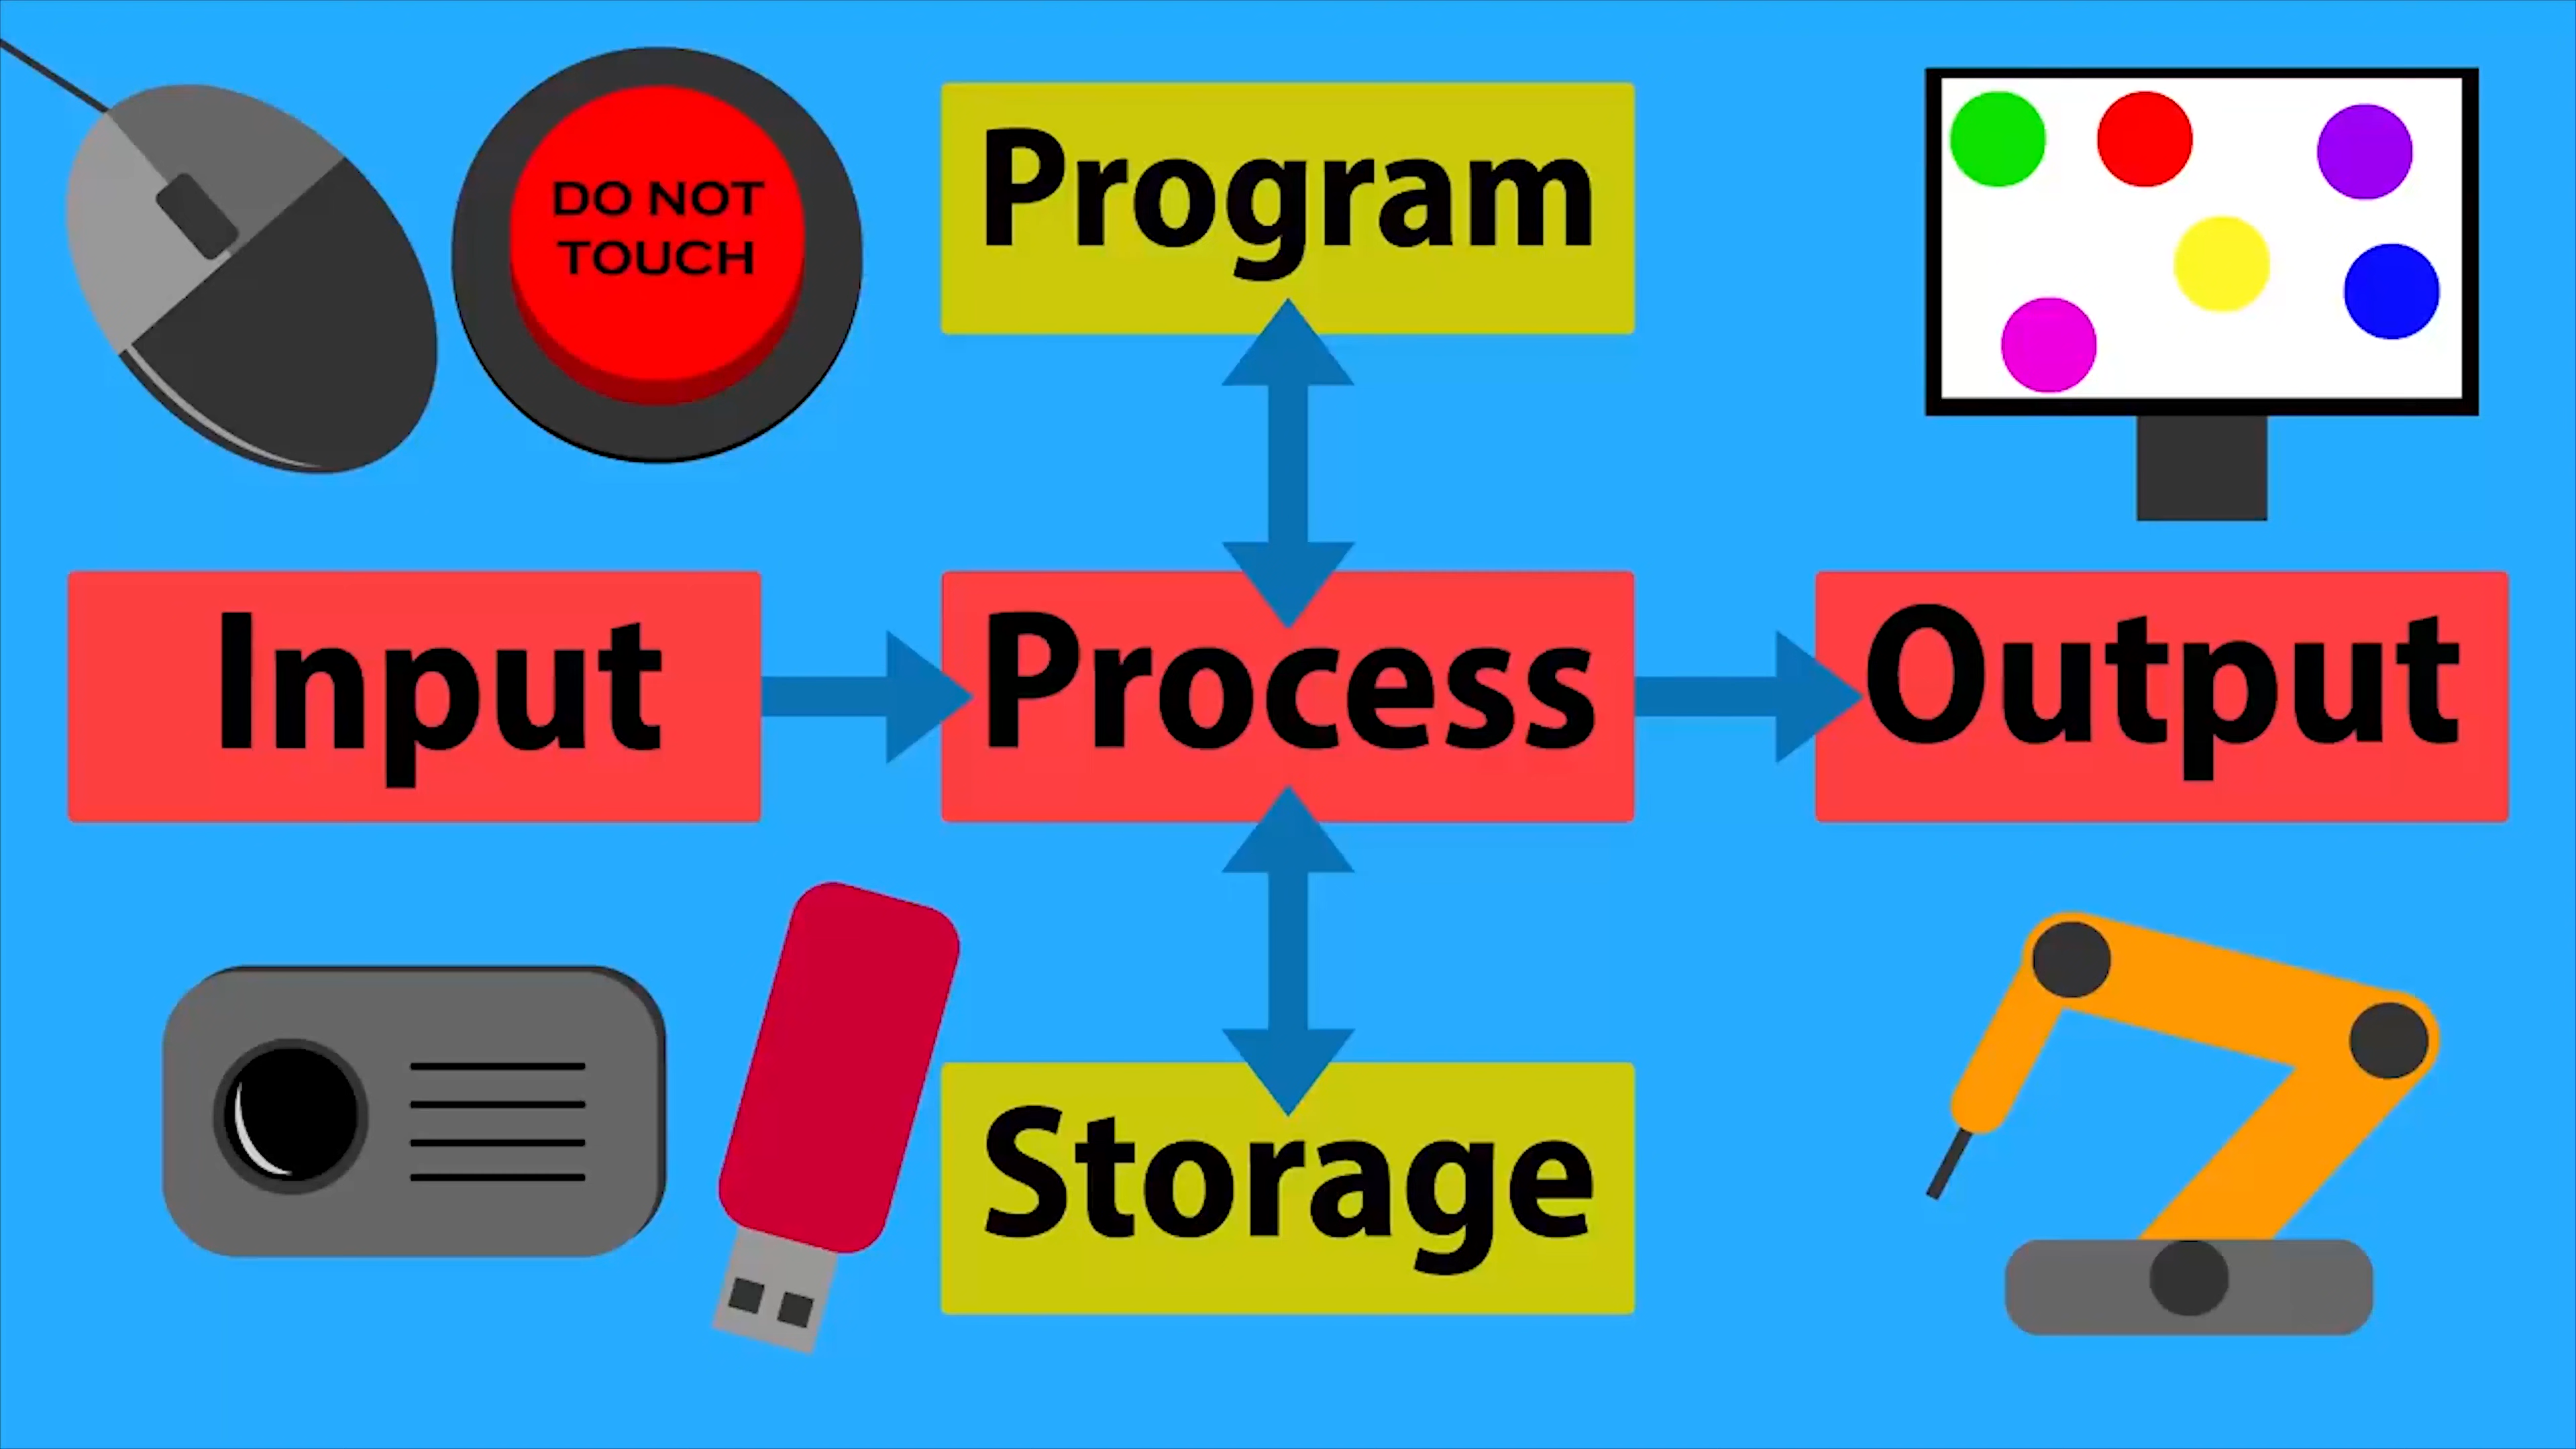 DO NOT
TOUCH
Program
Input
Process
Output
Storage